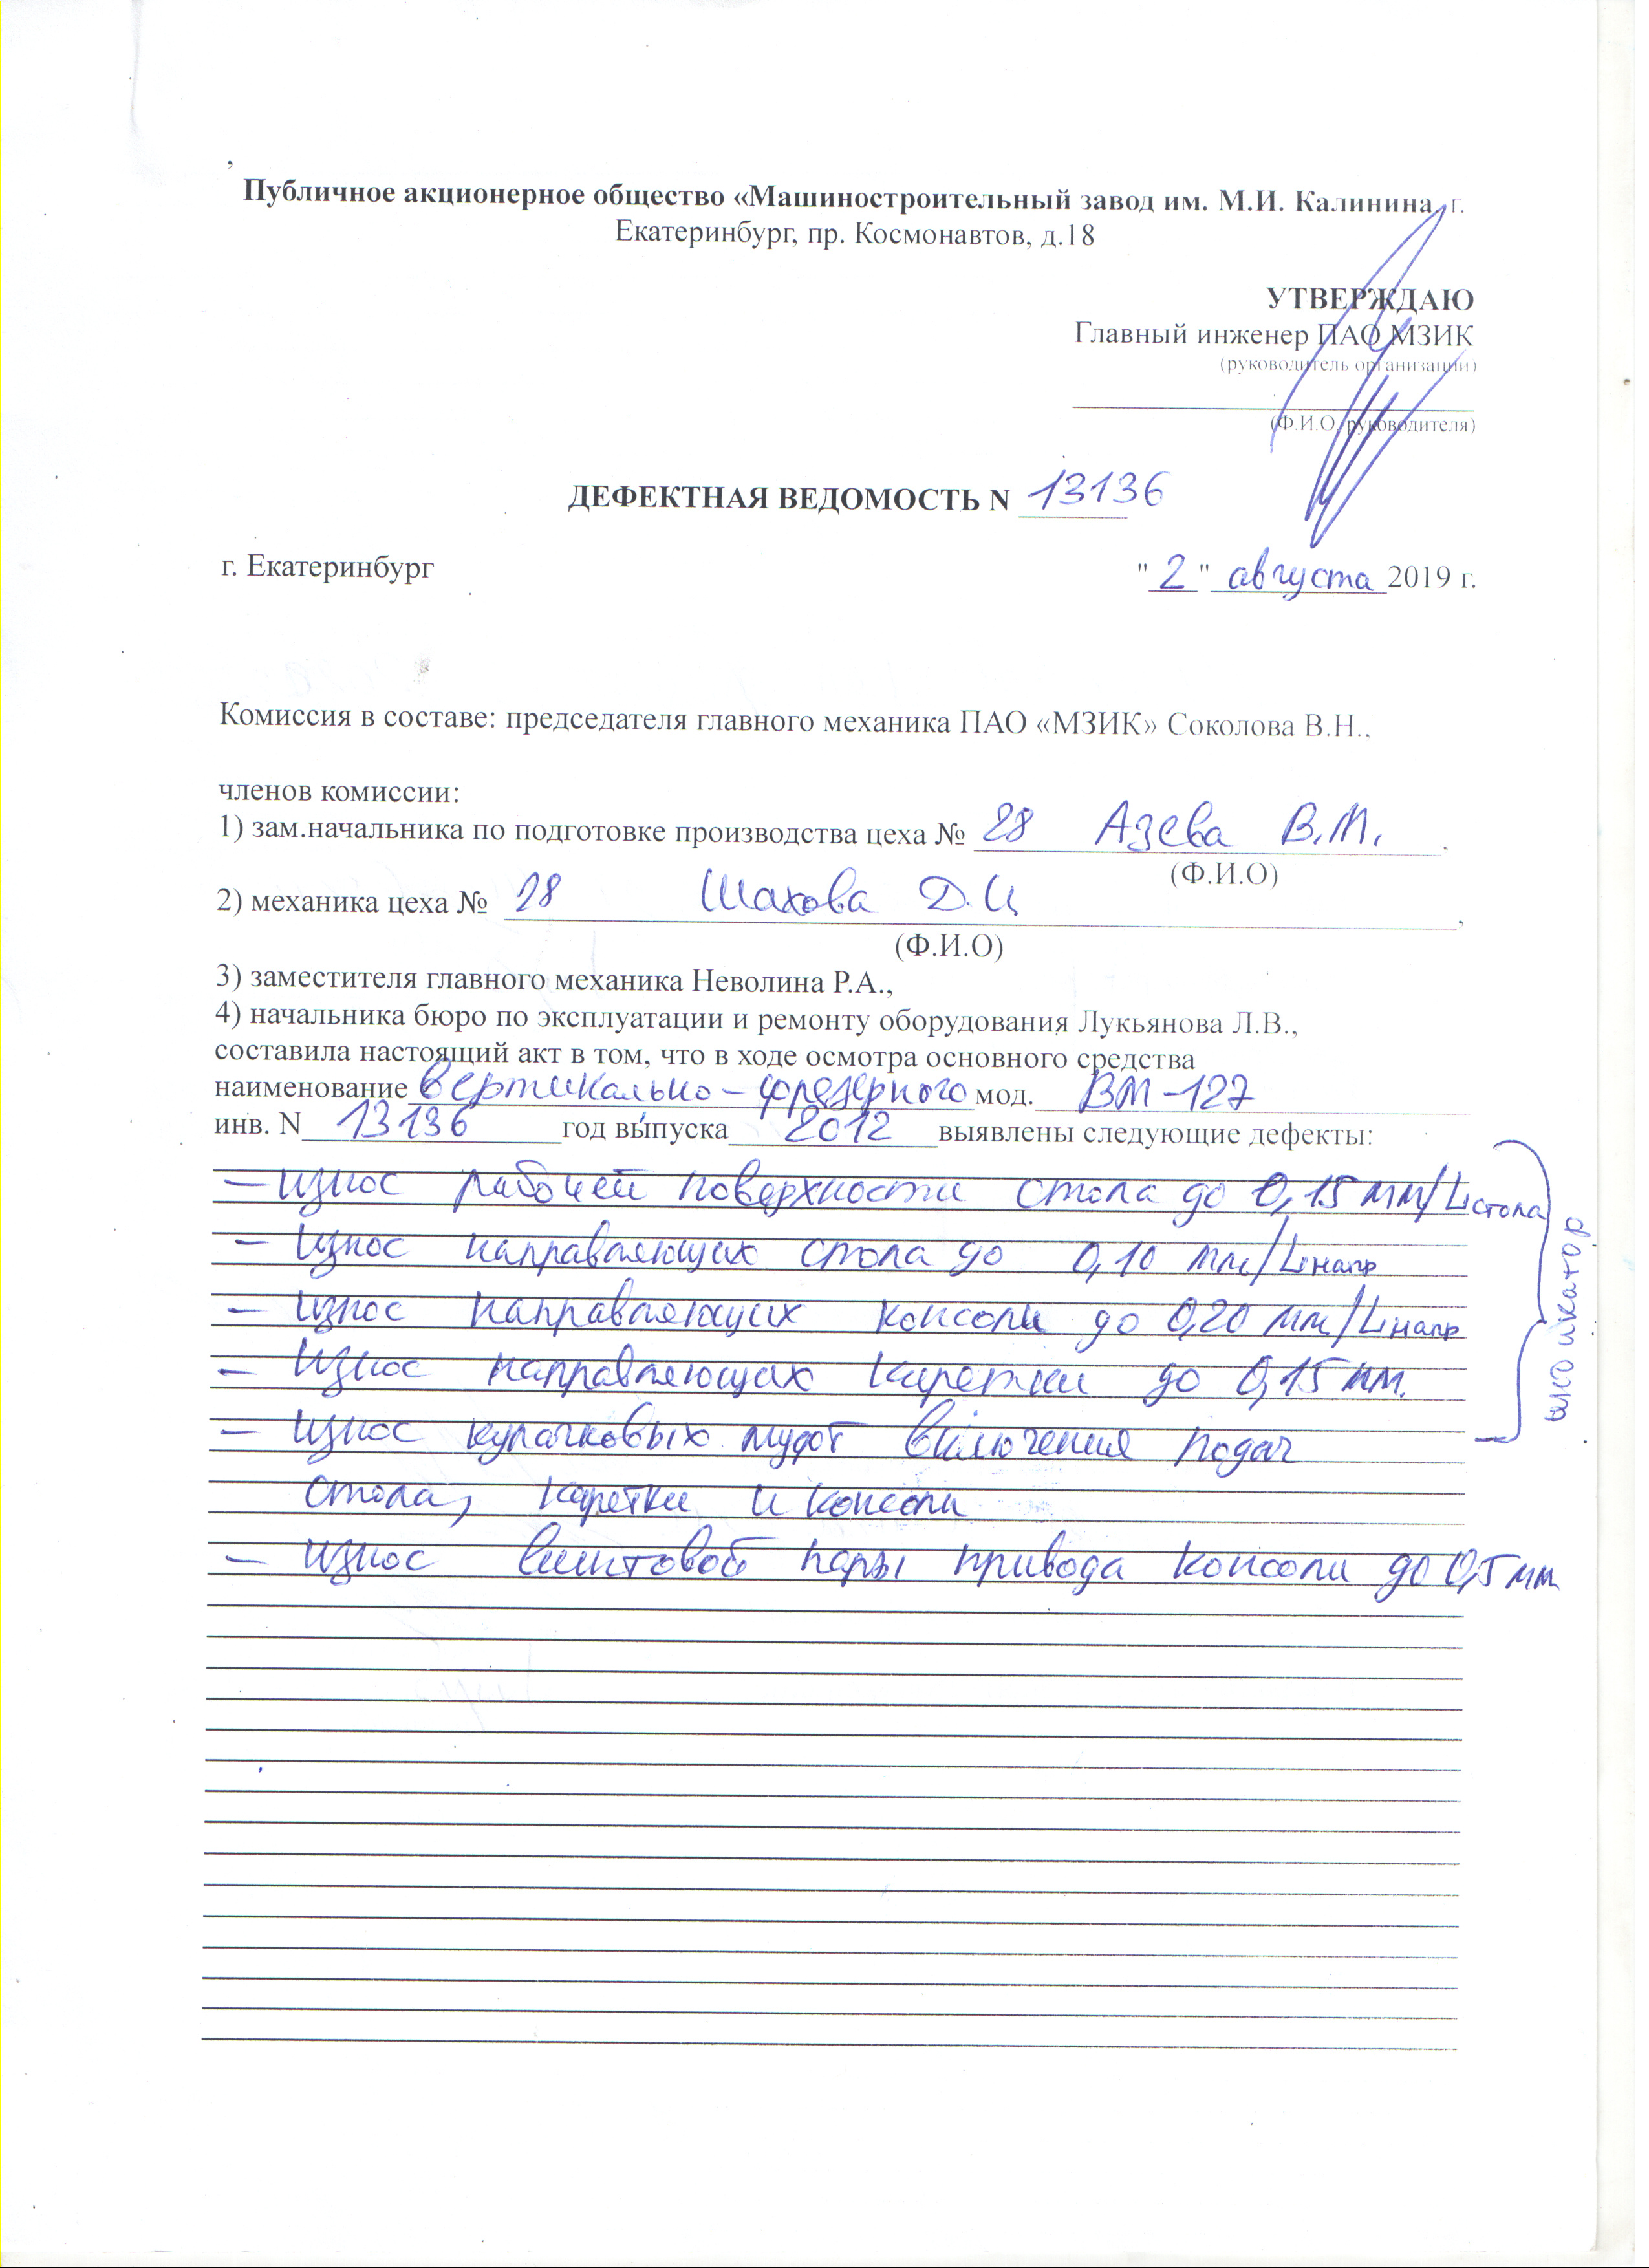 Публичное акционерное общество «Машиностроительный завод им. М.И. Калинина, г.
Екатеринбург, пр. Космонавтов, д.18
УТВЕРЖДАЮ
Главный инженер ПАО МЗИК
(руководитель организации)
(Ф.И.О. руководителя)
ДЕФЕКТНАЯ ВЕДОМОСТЬ N 13136
г. Екатеринбург "2" августа 2019 г.
Комиссия в составе: председателя главного механика ПАО «МЗИК» Соколова В.Н.,
членов комиссии:
1) зам.начальника по подготовке производства цеха № 28 Азева В.М.,
(Ф.И.О)
2) механика цеха № 28 Шахова Д.И,
(Ф.И.О)
3) заместителя главного механика Неволина Р.А.,
4) начальника бюро по эксплуатации и ремонту оборудования Лукьянова Л.В.,
составила настоящий акт в том, что в ходе осмотра основного средства
наименование вертикально-фрезерного мод. ВМ-127
инв. N 13136 год выпуска 2012 выявлены следующие дефекты:
– износ рабочей поверхности стола до 0,15 мм/L стола
– износ направляющих стола до 0,10 мм/L напр
– износ направляющих консоли до 0,20 мм/L напр
– износ направляющих каретки до 0,15 мм.
– износ кулачковых муфт включения подач
стола, каретки и консоли
– износ винтовой пары привода консоли до 0,5 мм